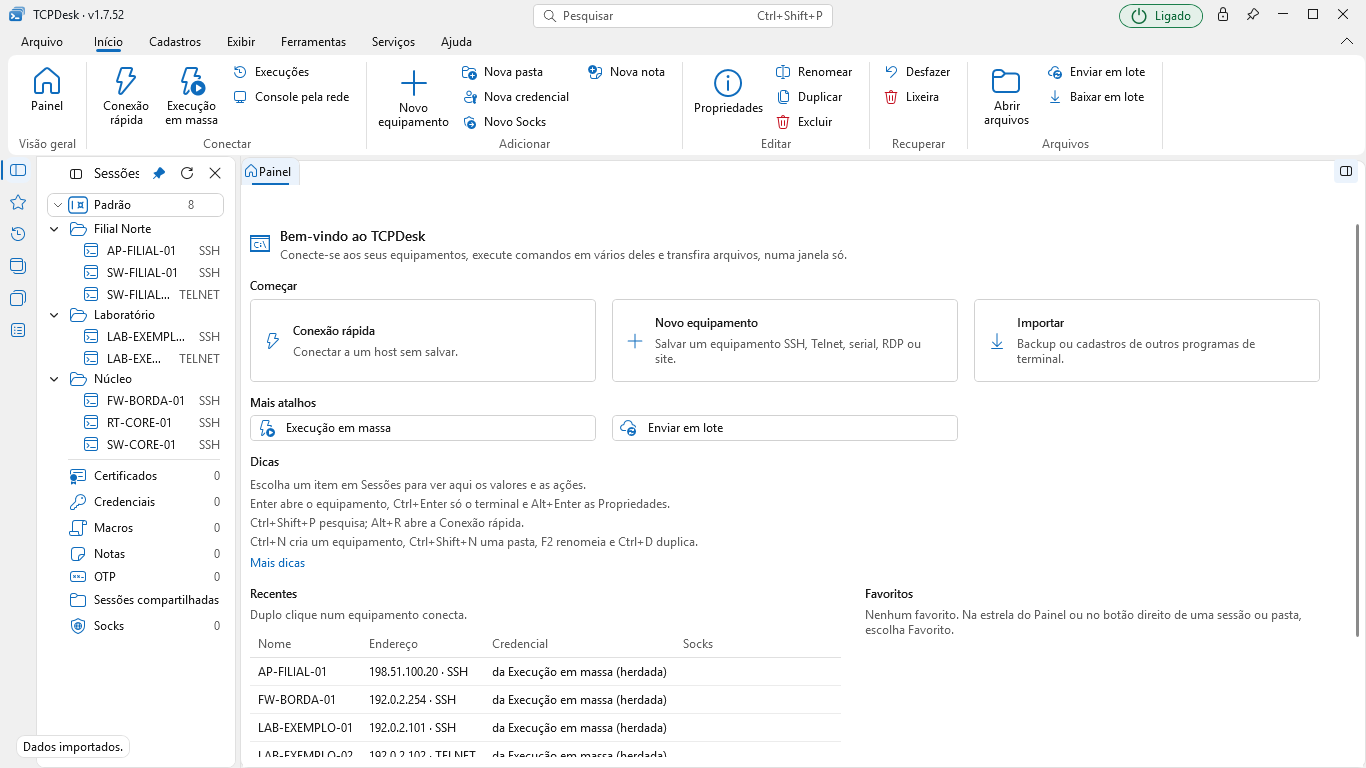 TCPDesk · v1.7.52
Pesquisar Ctrl+Shift+P
Ligado
Arquivo Início Cadastros Exibir Ferramentas Serviços Ajuda
Painel
Visão geral
Conexão rápida
Execução em massa
Execuções
Console pela rede
Conectar
Novo equipamento
Nova pasta
Nova credencial
Novo Socks
Nova nota
Adicionar
Propriedades
Renomear
Duplicar
Excluir
Editar
Desfazer
Lixeira
Recuperar
Abrir arquivos
Enviar em lote
Baixar em lote
Arquivos
Sessões
Padrão 8
Filial Norte
AP-FILIAL-01 SSH
SW-FILIAL-01 SSH
SW-FILIAL... TELNET
Laboratório
LAB-EXEMPL... SSH
LAB-EXE... TELNET
Núcleo
FW-BORDA-01 SSH
RT-CORE-01 SSH
SW-CORE-01 SSH
Certificados 0
Credenciais 0
Macros 0
Notas 0
OTP 0
Sessões compartilhadas
Socks 0
Dados importados.
Painel
Bem-vindo ao TCPDesk
Conecte-se aos seus equipamentos, execute comandos em vários deles e transfira arquivos, numa janela só.
Começar
Conexão rápida
Conectar a um host sem salvar.
Novo equipamento
Salvar um equipamento SSH, Telnet, serial, RDP ou
site.
Importar
Backup ou cadastros de outros programas de
terminal.
Mais atalhos
Execução em massa
Enviar em lote
Dicas
Escolha um item em Sessões para ver aqui os valores e as ações.
Enter abre o equipamento, Ctrl+Enter só o terminal e Alt+Enter as Propriedades.
Ctrl+Shift+P pesquisa; Alt+R abre a Conexão rápida.
Ctrl+N cria um equipamento, Ctrl+Shift+N uma pasta, F2 renomeia e Ctrl+D duplica.
Mais dicas
Recentes
Duplo clique num equipamento conecta.
Nome Endereço Credencial Socks
AP-FILIAL-01 198.51.100.20 · SSH da Execução em massa (herdada)
FW-BORDA-01 192.0.2.254 · SSH da Execução em massa (herdada)
LAB-EXEMPLO-01 192.0.2.101 · SSH da Execução em massa (herdada)
LAB-EXEMPLO-02 192.0.2.102 · TELNET da Execução em massa (herdada)
Favoritos
Nenhum favorito. Na estrela do Painel ou no botão direito de uma sessão ou pasta,
escolha Favorito.